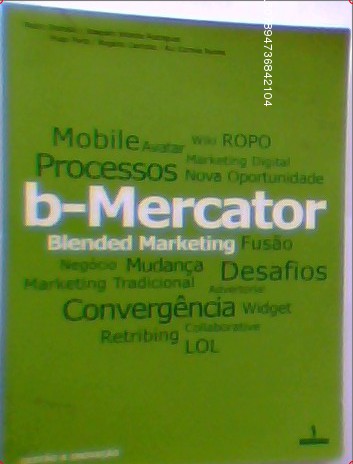 894736842104
Mobile Avatar Wiki ROPO
Processos Marketing Digital
Nova Oportunidade
b-Mercator
Blended Marketing Fusão
Negócio Mudança Desafios
Marketing Tradicional Advertorial
Convergência Widget
Retribing Collaborative
LOL